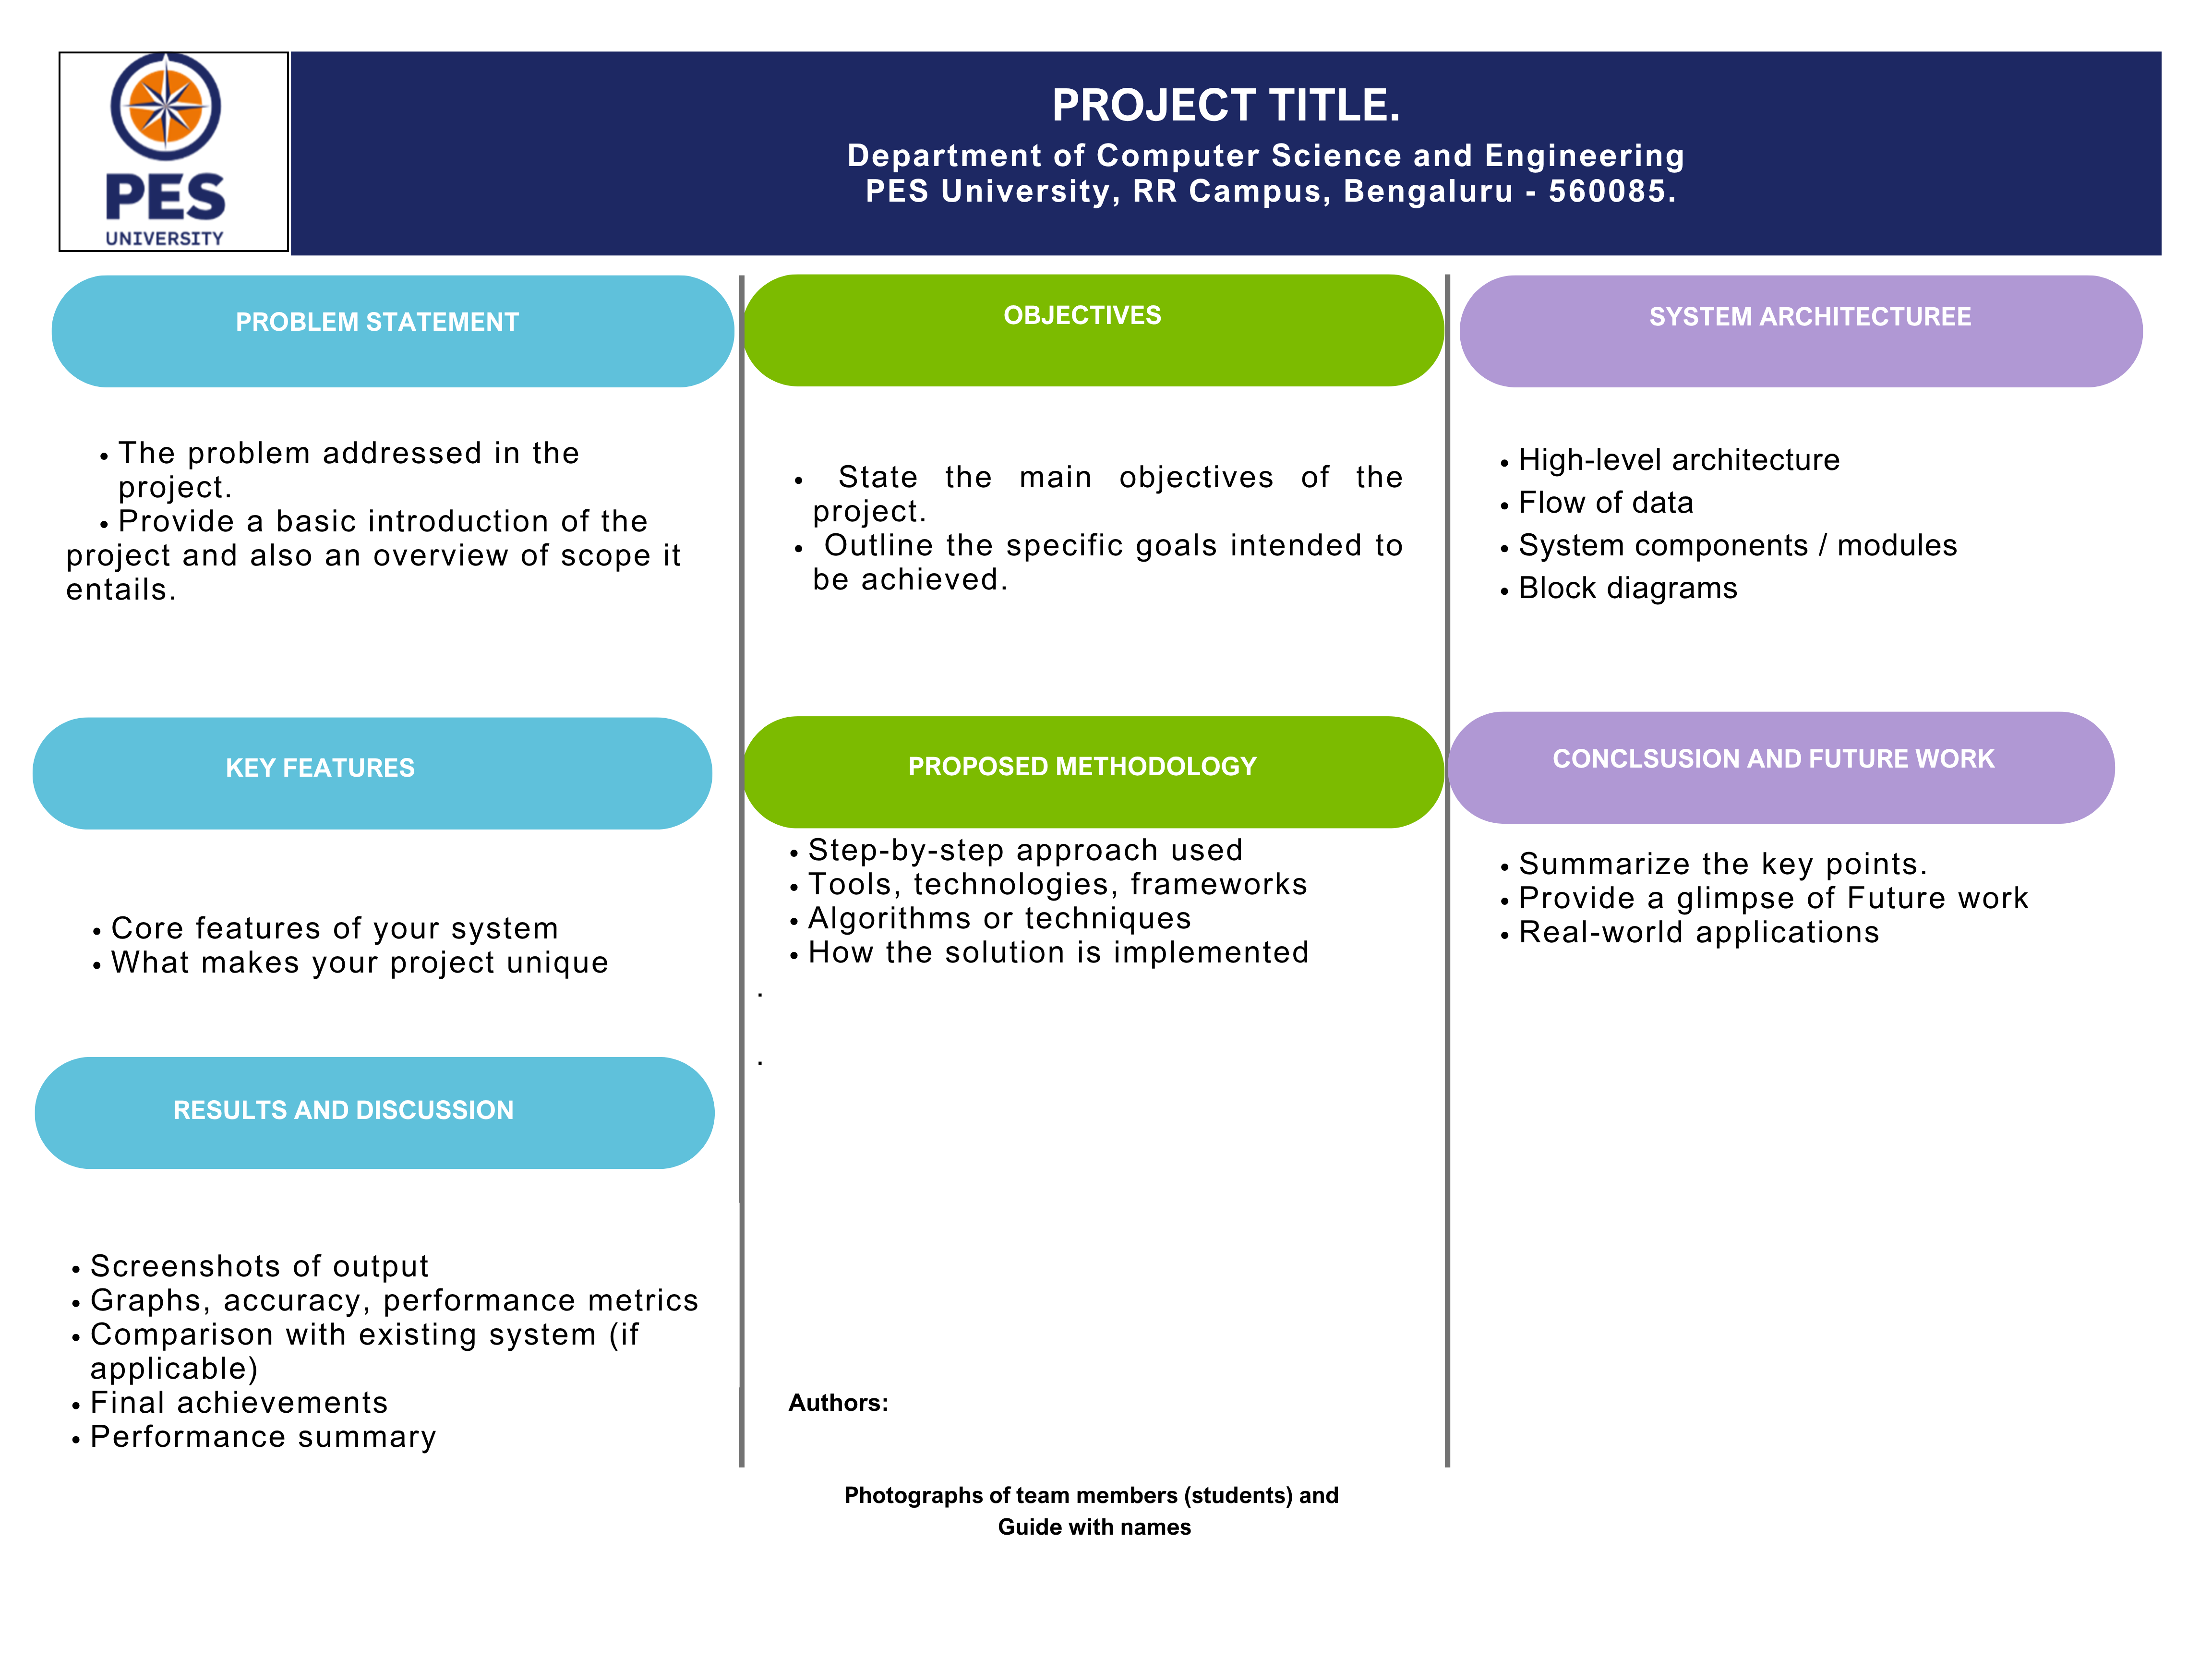 PES
UNIVERSITY
PROJECT TITLE.
Department of Computer Science and Engineering
PES University, RR Campus, Bengaluru - 560085.
PROBLEM STATEMENT
• The problem addressed in the
project.
• Provide a basic introduction of the
project and also an overview of scope it
entails.
KEY FEATURES
• Core features of your system
• What makes your project unique
RESULTS AND DISCUSSION
• Screenshots of output
• Graphs, accuracy, performance metrics
• Comparison with existing system (if
applicable)
• Final achievements
• Performance summary
OBJECTIVES
• State the main objectives of the
project.
• Outline the specific goals intended to
be achieved.
PROPOSED METHODOLOGY
• Step-by-step approach used
• Tools, technologies, frameworks
• Algorithms or techniques
• How the solution is implemented
.
.
Authors:
Photographs of team members (students) and
Guide with names
SYSTEM ARCHITECTUREE
• High-level architecture
• Flow of data
• System components / modules
• Block diagrams
CONCLSUSION AND FUTURE WORK
• Summarize the key points.
• Provide a glimpse of Future work
• Real-world applications